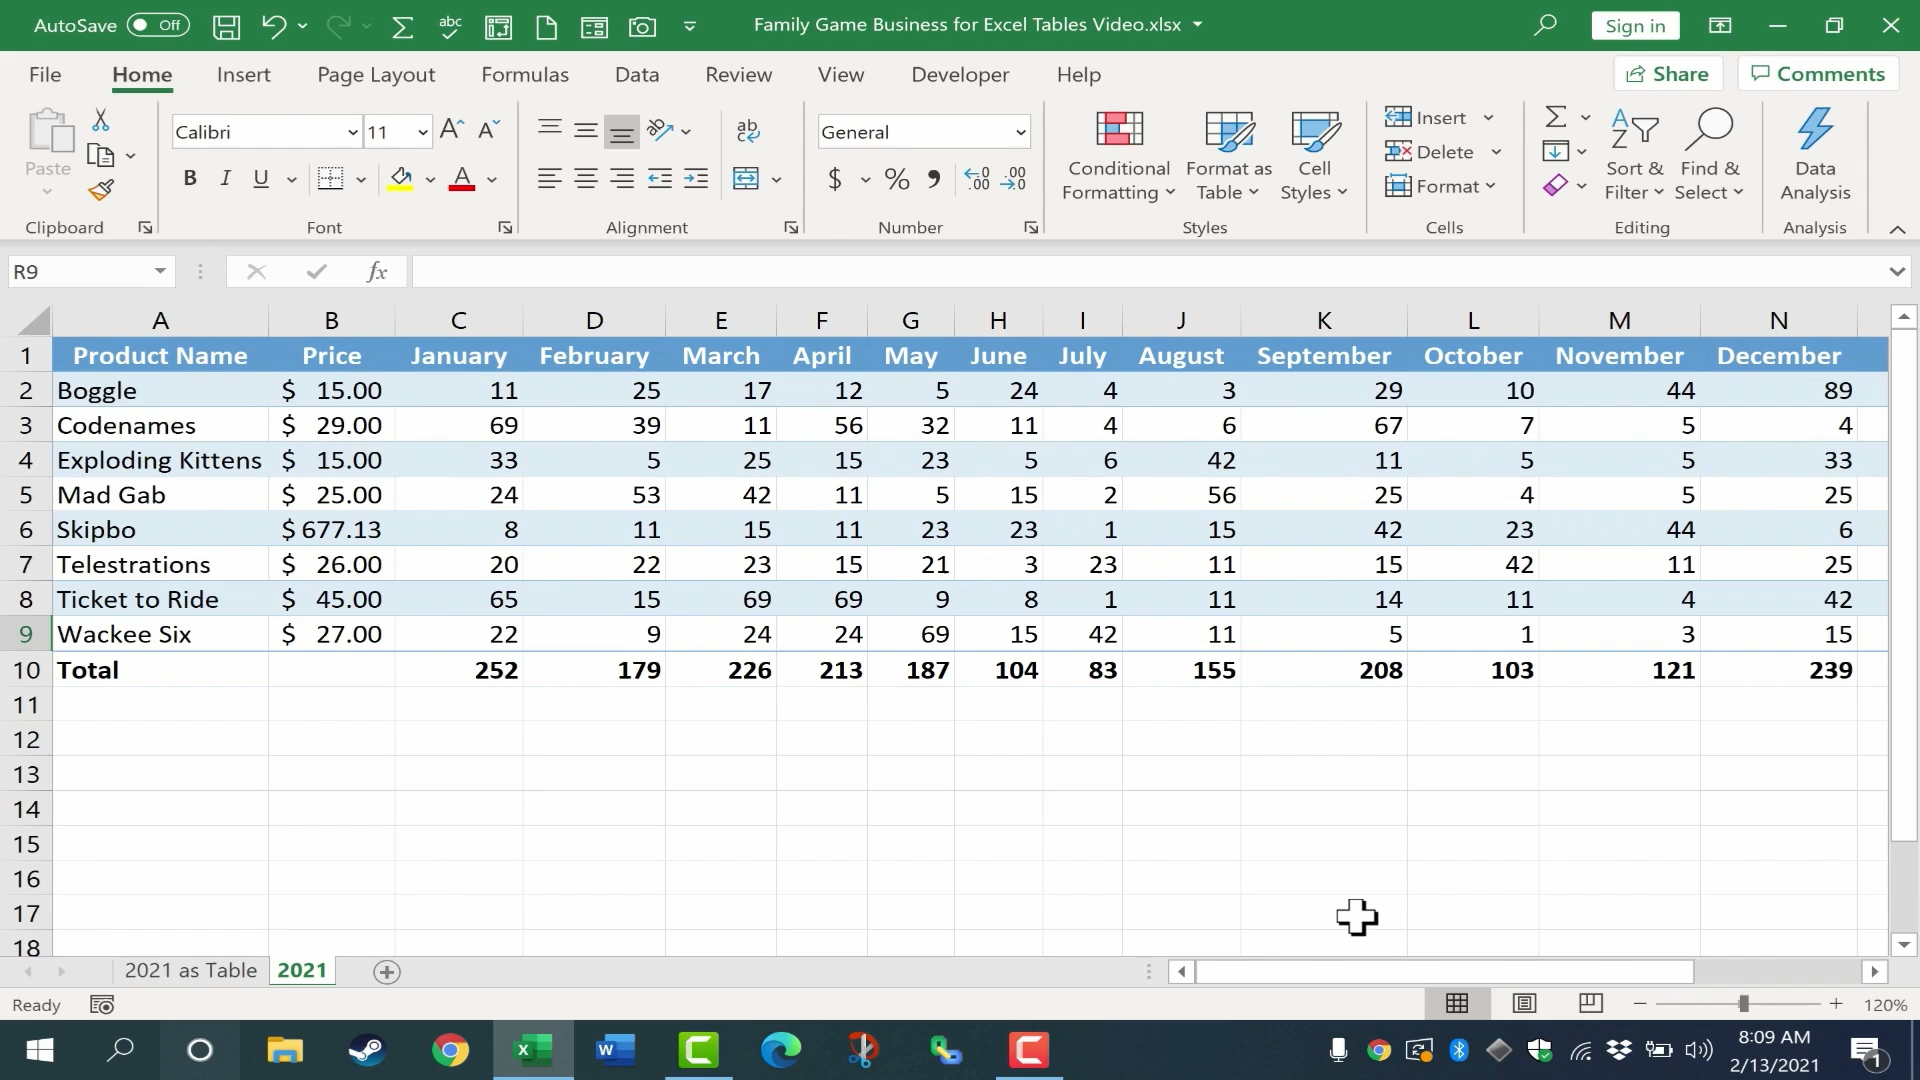 AutoSave Off abc Family Game Business for Excel Tables Video.xlsx Sign in
File Home Insert Page Layout Formulas Data Review View Developer Help Share Comments
Paste Calibri 11 A A ab General Insert
B I U A $ % Conditional Formatting Format as Table Cell Styles Delete Format Sort & Filter Find & Select Data Analysis
Clipboard Font Alignment Number Styles Cells Editing Analysis
R9 fx
A B C D E F G H I J K L M N
1 Product Name Price January February March April May June July August September October November December
2 Boggle $ 15.00 11 25 17 12 5 24 4 3 29 10 44 89
3 Codenames $ 29.00 69 39 11 56 32 11 4 6 67 7 5 4
4 Exploding Kittens $ 15.00 33 5 25 15 23 5 6 42 11 5 5 33
5 Mad Gab $ 25.00 24 53 42 11 5 15 2 56 25 4 5 25
6 Skipbo $ 677.13 8 11 15 11 23 23 1 15 42 23 44 6
7 Telestrations $ 26.00 20 22 23 15 21 3 23 11 15 42 11 25
8 Ticket to Ride $ 45.00 65 15 69 69 9 8 1 11 14 11 4 42
9 Wackee Six $ 27.00 22 9 24 24 69 15 42 11 5 1 3 15
10 Total 252 179 226 213 187 104 83 155 208 103 121 239
11
12
13
14
15
16
17
18
2021 as Table 2021
Ready 120%
8:09 AM
2/13/2021 1